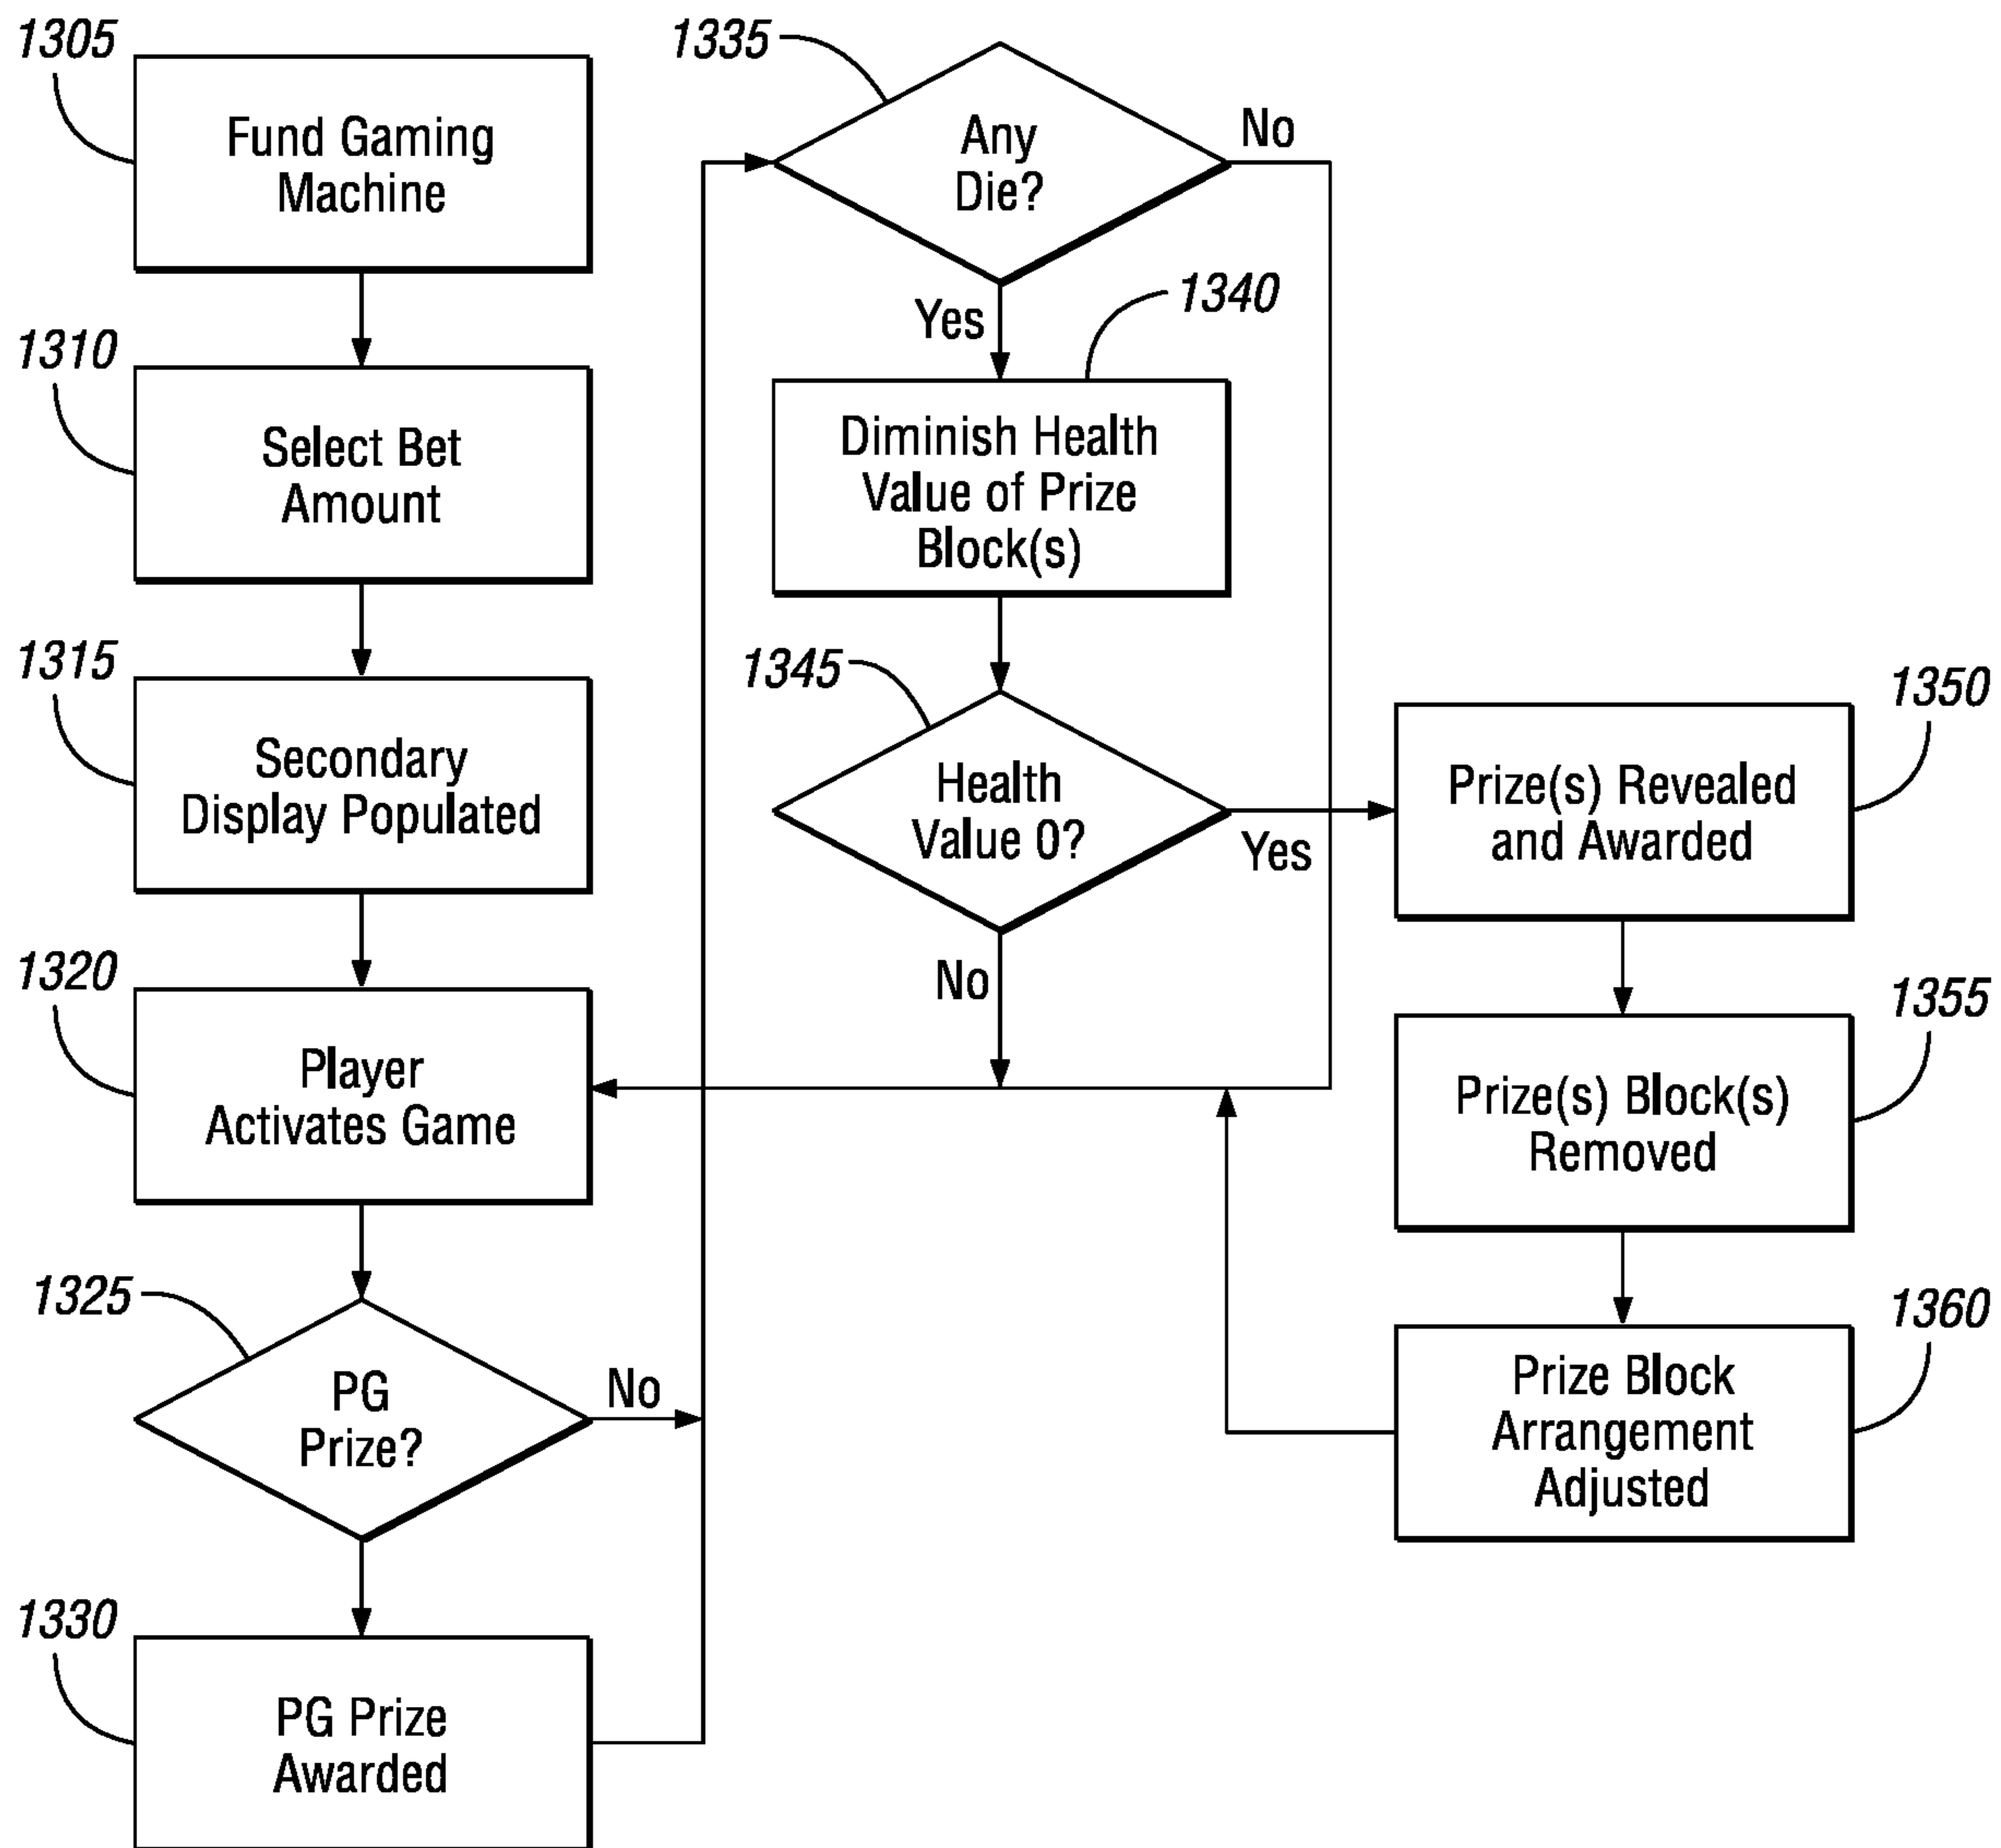 1305
Fund Gaming
Machine
1310
Select Bet
Amount
1315
Secondary
Display Populated
1320
Player
Activates Game
1325
PG
Prize?
No
1330
PG Prize
Awarded
1335
Any
Die?
No
Yes
1340
Diminish Health
Value of Prize
Block(s)
1345
Health
Value 0?
Yes
No
1350
Prize(s) Revealed
and Awarded
1355
Prize(s) Block(s)
Removed
1360
Prize Block
Arrangement
Adjusted